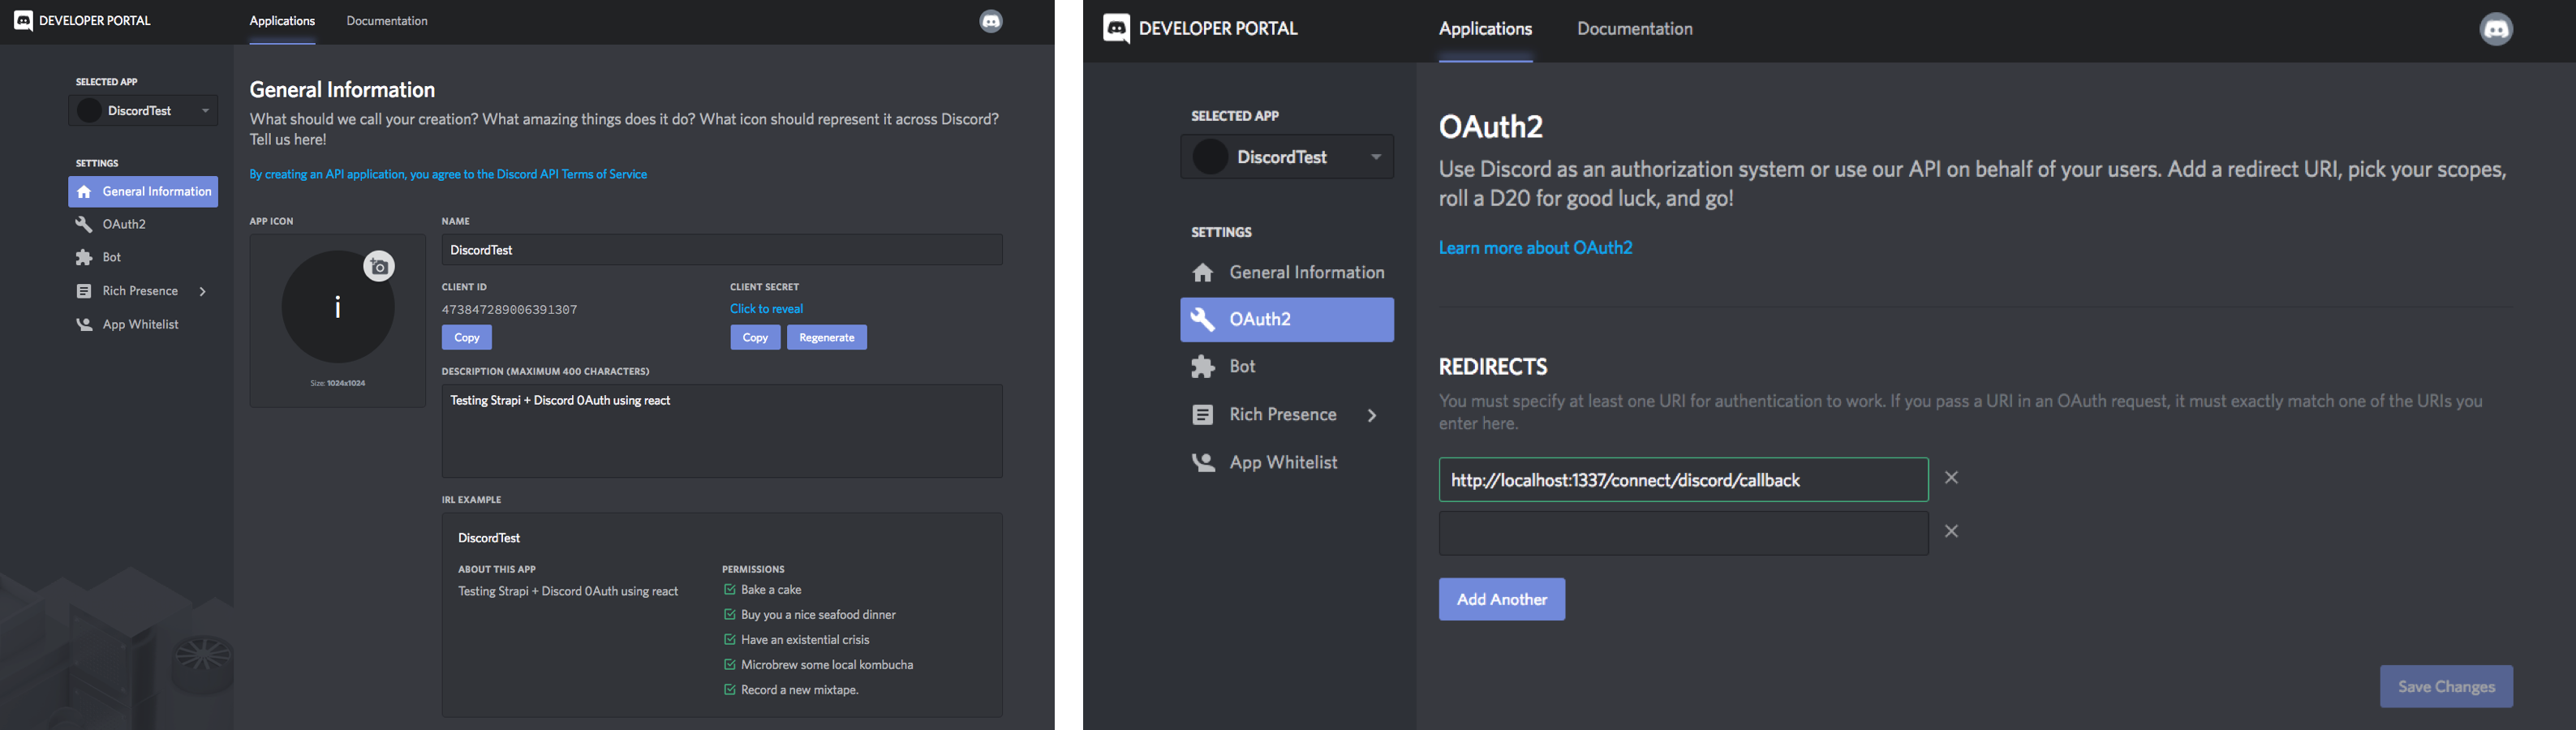 DEVELOPER PORTAL
Applications
Documentation
SELECTED APP
DiscordTest
SETTINGS
General Information
OAuth2
Bot
Rich Presence
App Whitelist
General Information
What should we call your creation? What amazing things does it do? What icon should represent it across Discord?
Tell us here!
By creating an API application, you agree to the Discord API Terms of Service
APP ICON
i
Size: 1024x1024
NAME
DiscordTest
CLIENT ID
473847289006391307
Copy
CLIENT SECRET
Click to reveal
Copy
Regenerate
DESCRIPTION (MAXIMUM 400 CHARACTERS)
Testing Strapi + Discord 0Auth using react
IRL EXAMPLE
DiscordTest
ABOUT THIS APP
Testing Strapi + Discord 0Auth using react
PERMISSIONS
Bake a cake
Buy you a nice seafood dinner
Have an existential crisis
Microbrew some local kombucha
Record a new mixtape.
DEVELOPER PORTAL
Applications
Documentation
SELECTED APP
DiscordTest
SETTINGS
General Information
OAuth2
Bot
Rich Presence
App Whitelist
OAuth2
Use Discord as an authorization system or use our API on behalf of your users. Add a redirect URI, pick your scopes,
roll a D20 for good luck, and go!
Learn more about OAuth2
REDIRECTS
You must specify at least one URI for authentication to work. If you pass a URI in an OAuth request, it must exactly match one of the URIs you
enter here.
http://localhost:1337/connect/discord/callback
Add Another
Save Changes